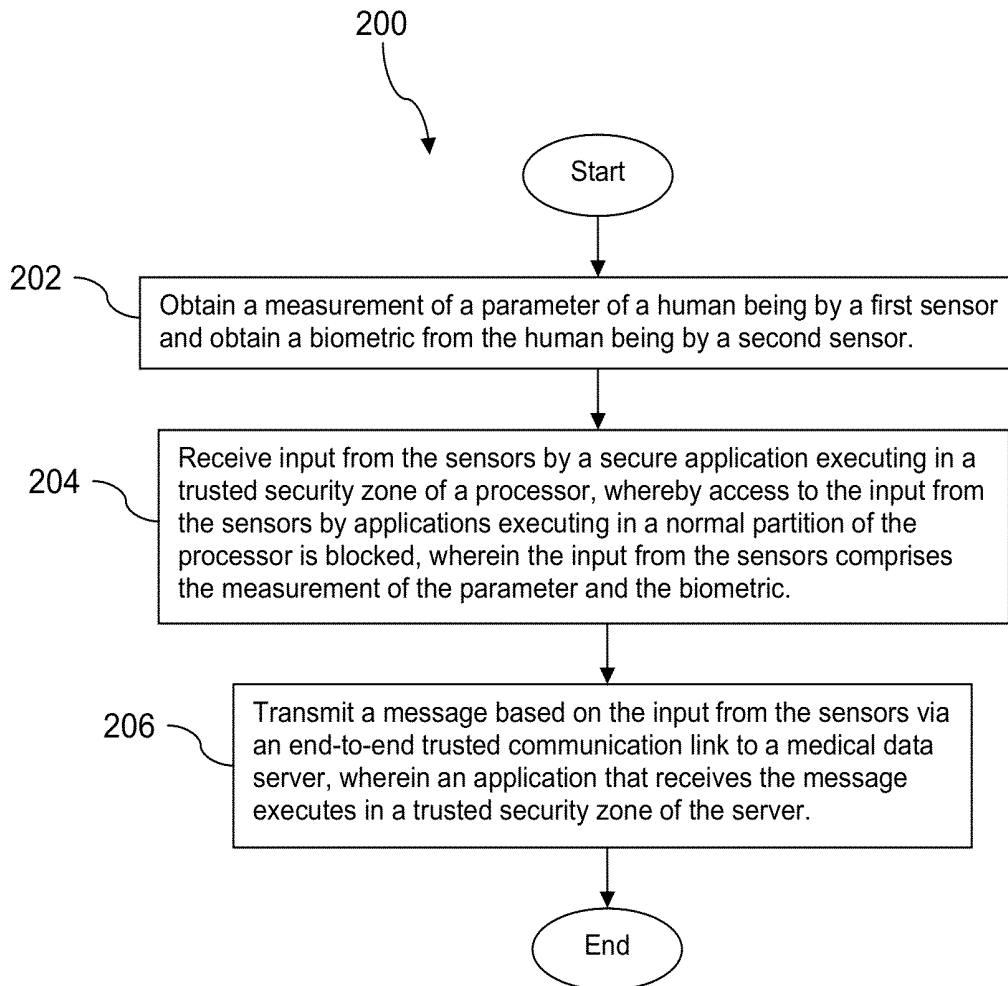 200
Start
202
Obtain a measurement of a parameter of a human being by a first sensor
and obtain a biometric from the human being by a second sensor.
204
Receive input from the sensors by a secure application executing in a
trusted security zone of a processor, whereby access to the input from
the sensors by applications executing in a normal partition of the
processor is blocked, wherein the input from the sensors comprises
the measurement of the parameter and the biometric.
206
Transmit a message based on the input from the sensors via
an end-to-end trusted communication link to a medical data
server, wherein an application that receives the message
executes in a trusted security zone of the server.
End